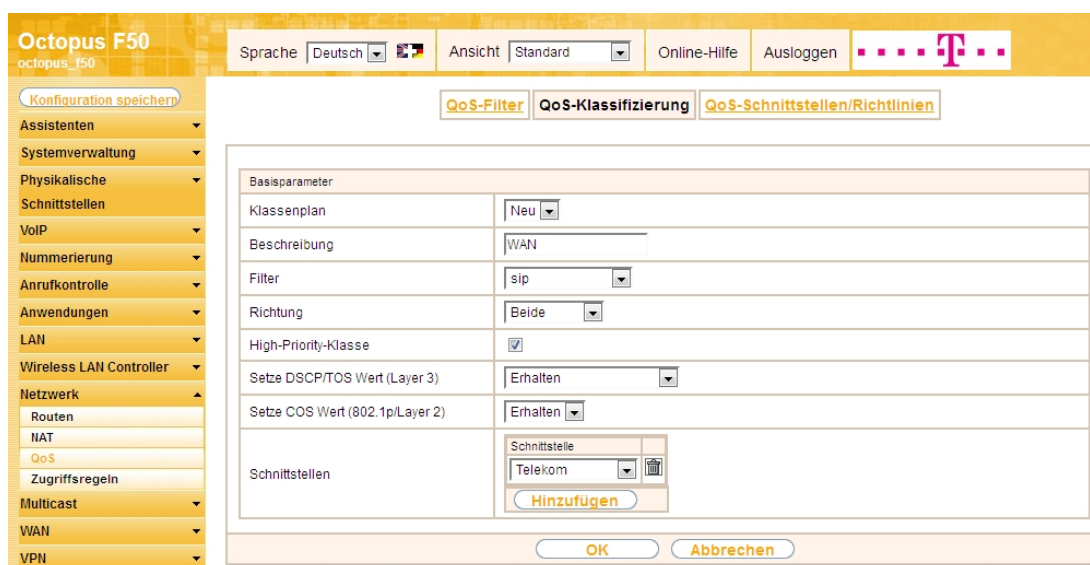 Octopus F50
octopus_f50
Sprache Deutsch Ansicht Standard Online-Hilfe Ausloggen
T
Konfiguration speichern
Assistenten
Systemverwaltung
Physikalische
Schnittstellen
VoIP
Nummerierung
Anrufkontrolle
Anwendungen
LAN
Wireless LAN Controller
Netzwerk
Routen
NAT
QoS
Zugriffsregeln
Multicast
WAN
VPN
QoS-Filter QoS-Klassifizierung QoS-Schnittstellen/Richtlinien
Basisparameter
Klassenplan Neu
Beschreibung WAN
Filter sip
Richtung Beide
High-Priority-Klasse
Setze DSCP/TOS Wert (Layer 3) Erhalten
Setze COS Wert (802.1p/Layer 2) Erhalten
Schnittstellen
Schnittstelle
Telekom
Hinzufügen
OK Abbrechen